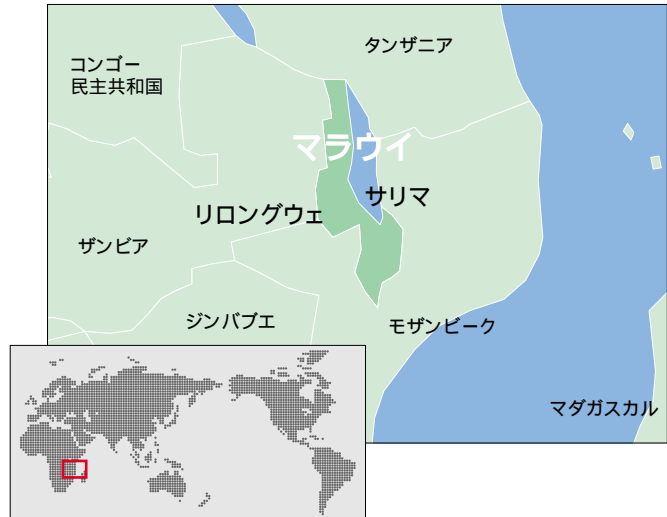 タンザニア
コンゴー
民主共和国
マラウイ
サリマ
リロングウェ
ザンビア
ジンバブエ
モザンビーク
マダガスカル